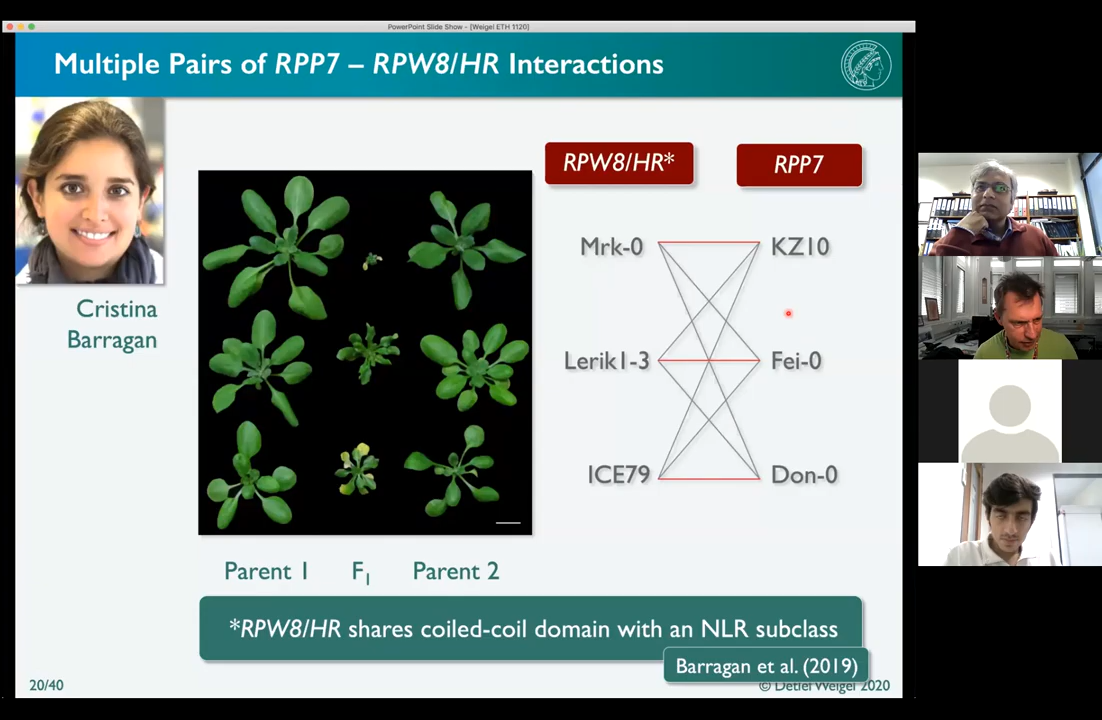 PowerPoint Slide Show - [Weigel ETH 1120]
Multiple Pairs of RPP7 – RPW8/HR Interactions
Cristina
Barragan
RPW8/HR*
RPP7
Mrk-0
KZ10
Lerik1-3
Fei-0
ICE79
Don-0
Parent 1
F1
Parent 2
*RPW8/HR shares coiled-coil domain with an NLR subclass
Barragan et al. (2019)
20/40
© Detlef Weigel 2020